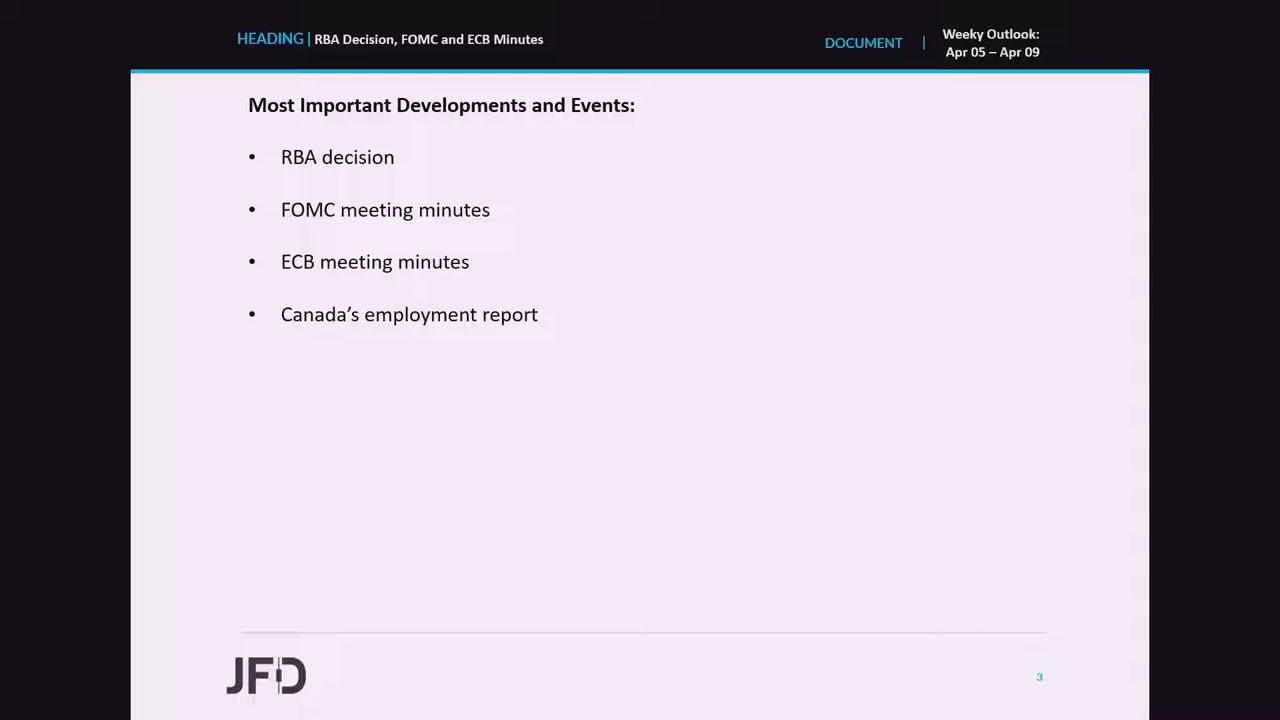 HEADING | RBA Decision, FOMC and ECB Minutes
DOCUMENT | Weeky Outlook:
Apr 05 – Apr 09
Most Important Developments and Events:
• RBA decision
• FOMC meeting minutes
• ECB meeting minutes
• Canada’s employment report
JFD
3